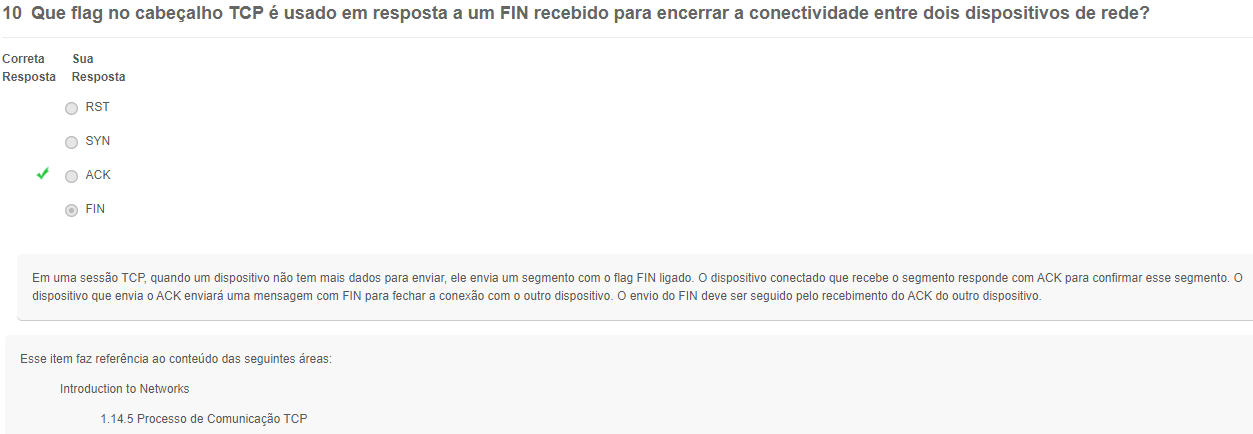 10 Que flag no cabeçalho TCP é usado em resposta a um FIN recebido para encerrar a conectividade entre dois dispositivos de rede?
Correta Sua
Resposta Resposta
RST
SYN
ACK
FIN
Em uma sessão TCP, quando um dispositivo não tem mais dados para enviar, ele envia um segmento com o flag FIN ligado. O dispositivo conectado que recebe o segmento responde com ACK para confirmar esse segmento. O
dispositivo que envia o ACK enviará uma mensagem com FIN para fechar a conexão com o outro dispositivo. O envio do FIN deve ser seguido pelo recebimento do ACK do outro dispositivo.
Esse item faz referência ao conteúdo das seguintes áreas:
Introduction to Networks
1.14.5 Processo de Comunicação TCP